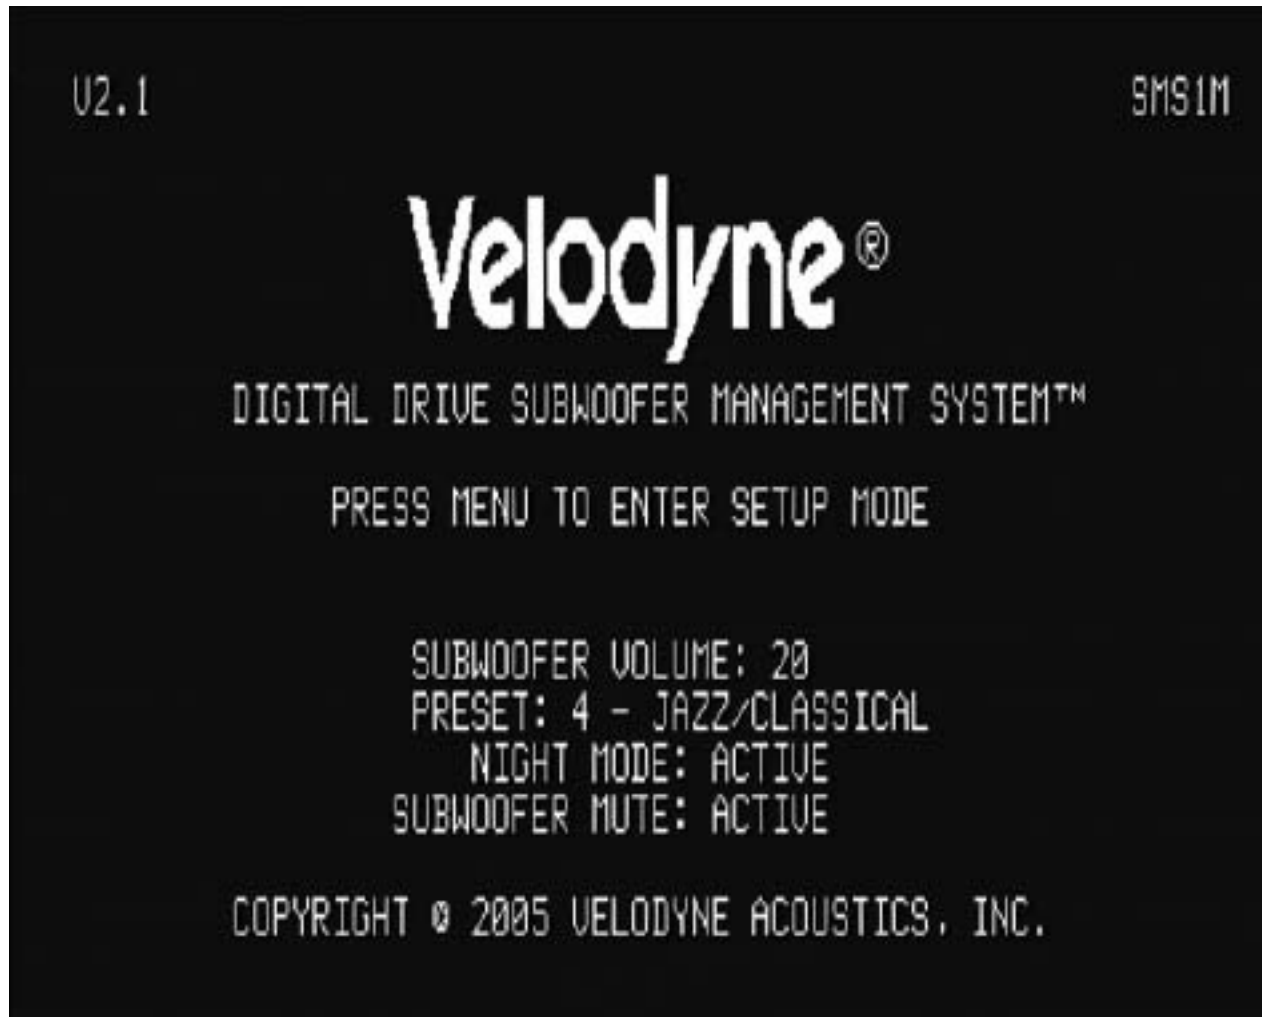 V2.1 SMS1M
Velodyne®
DIGITAL DRIVE SUBWOOFER MANAGEMENT SYSTEM™
PRESS MENU TO ENTER SETUP MODE
SUBWOOFER VOLUME: 20
PRESET: 4 - JAZZ/CLASSICAL
NIGHT MODE: ACTIVE
SUBWOOFER MUTE: ACTIVE
COPYRIGHT © 2005 VELODYNE ACOUSTICS, INC.